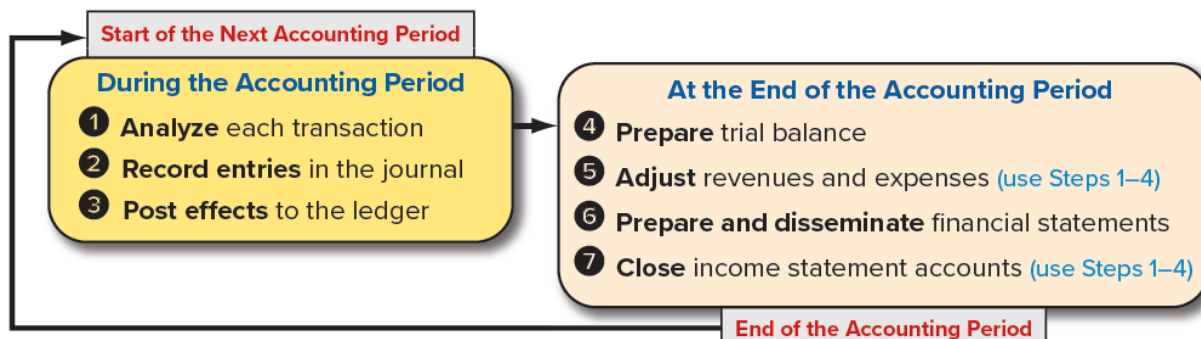 Start of the Next Accounting Period
During the Accounting Period
1 Analyze each transaction
2 Record entries in the journal
3 Post effects to the ledger
At the End of the Accounting Period
4 Prepare trial balance
5 Adjust revenues and expenses (use Steps 1–4)
6 Prepare and disseminate financial statements
7 Close income statement accounts (use Steps 1–4)
End of the Accounting Period